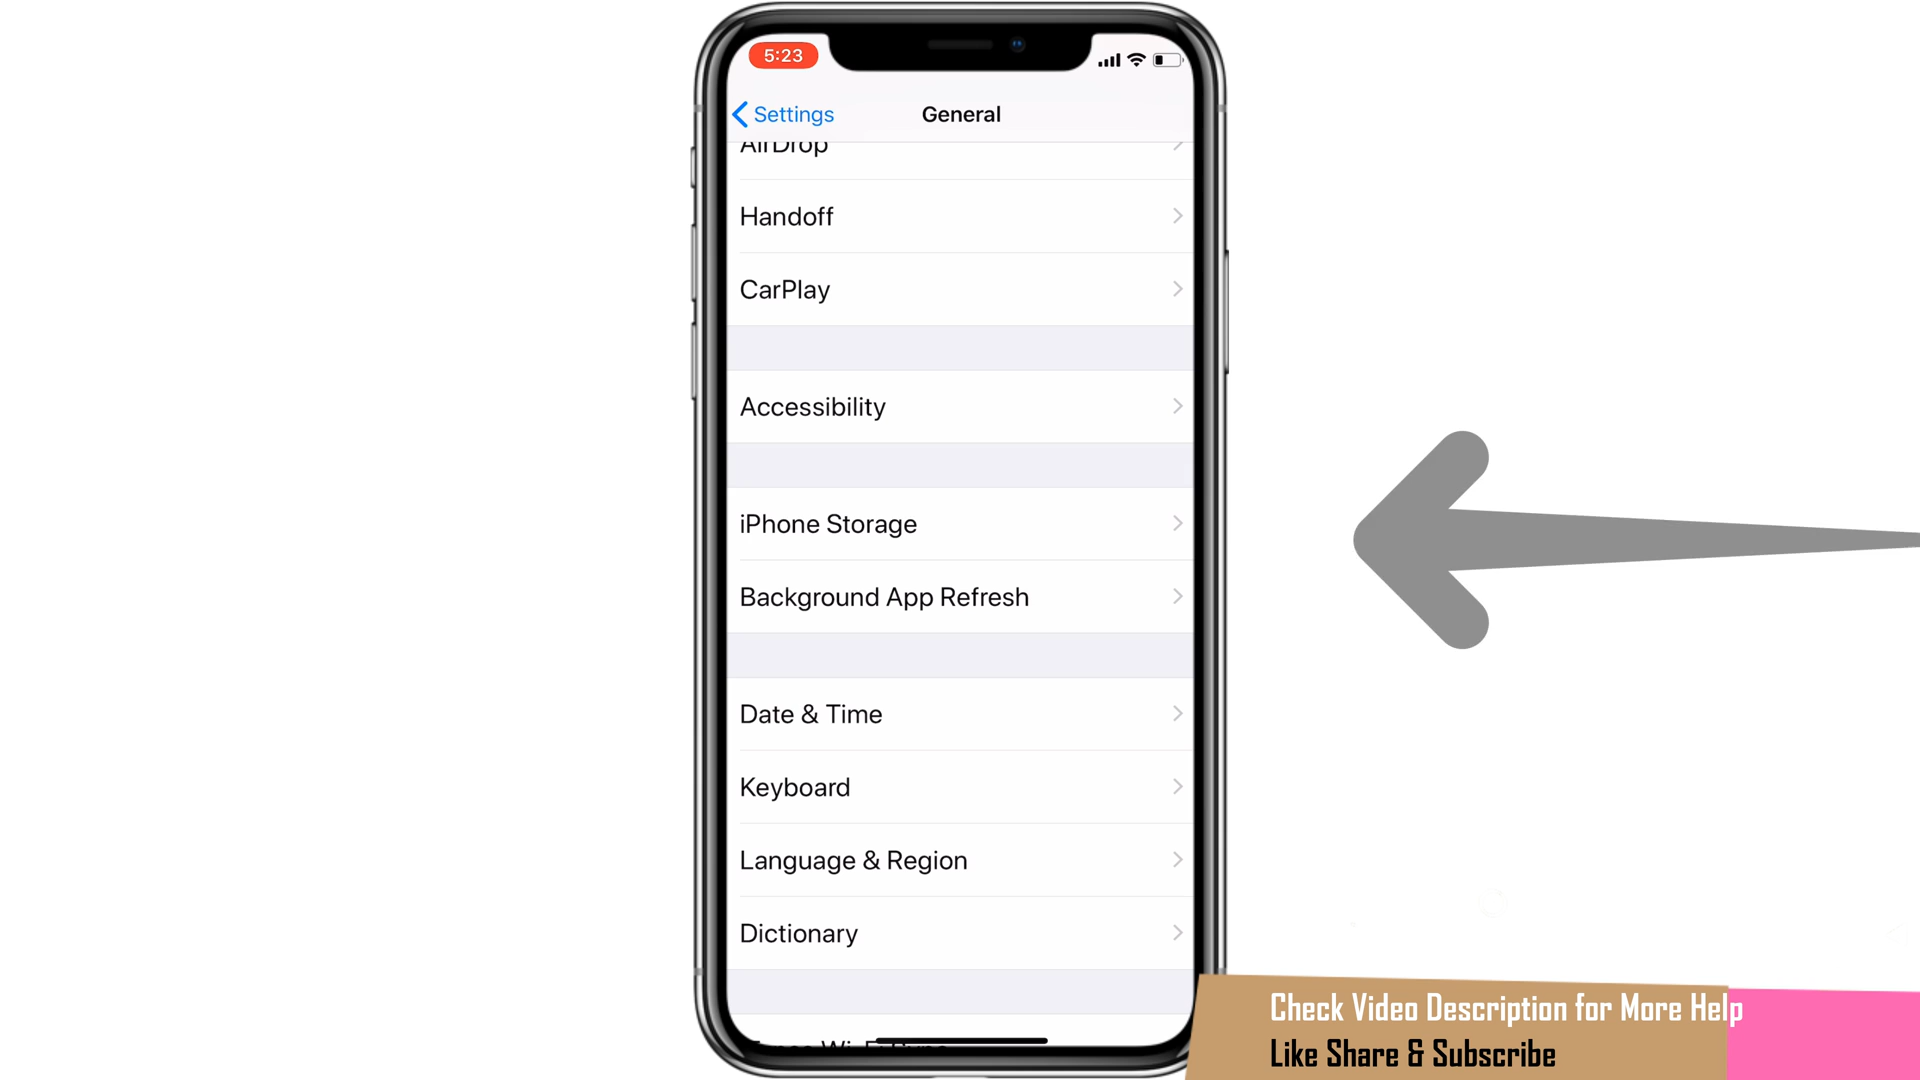 5:23
Settings
General
AirDrop
Handoff
CarPlay
Accessibility
iPhone Storage
Background App Refresh
Date & Time
Keyboard
Language & Region
Dictionary
Check Video Description for More Help
Like Share & Subscribe